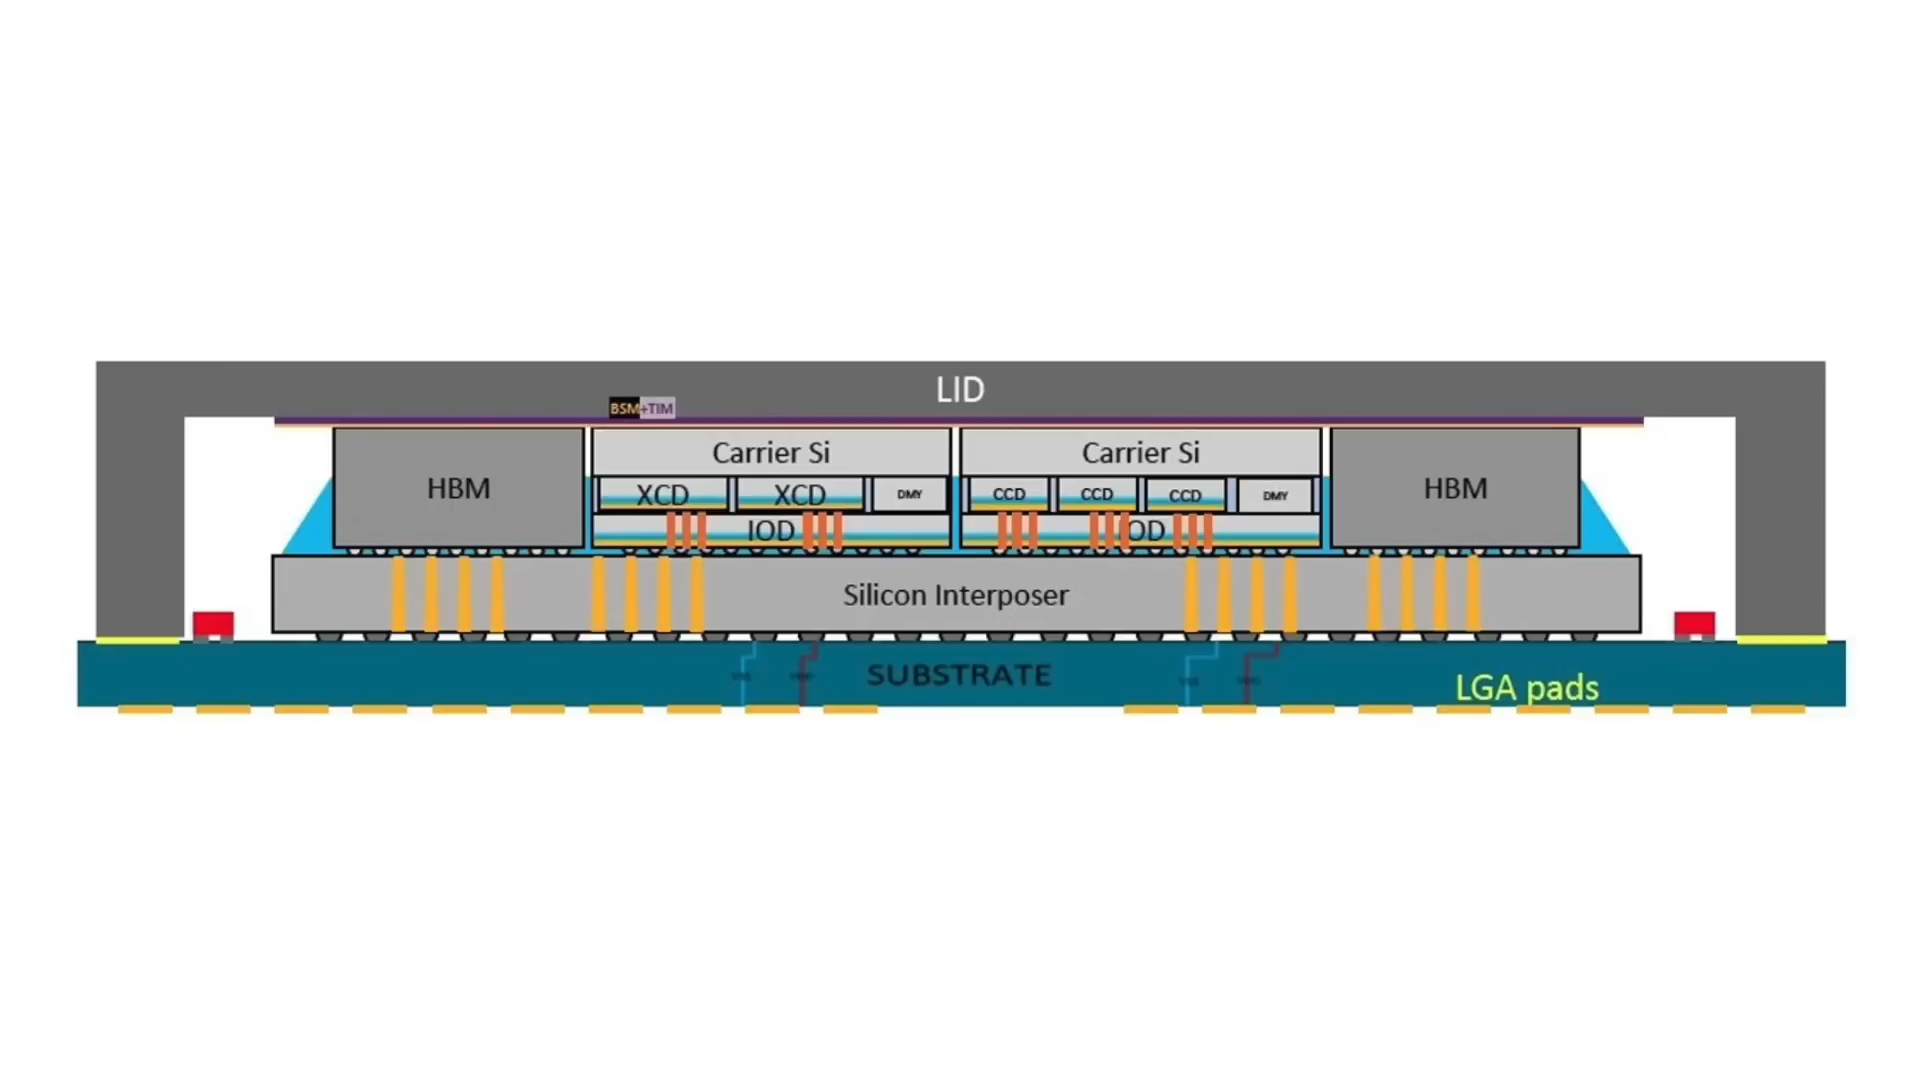 LID
BSM+TIM
Carrier Si
Carrier Si
HBM
XCD
XCD
DMY
CCD
CCD
CCD
DMY
HBM
IOD
OD
Silicon Interposer
SUBSTRATE
LGA pads